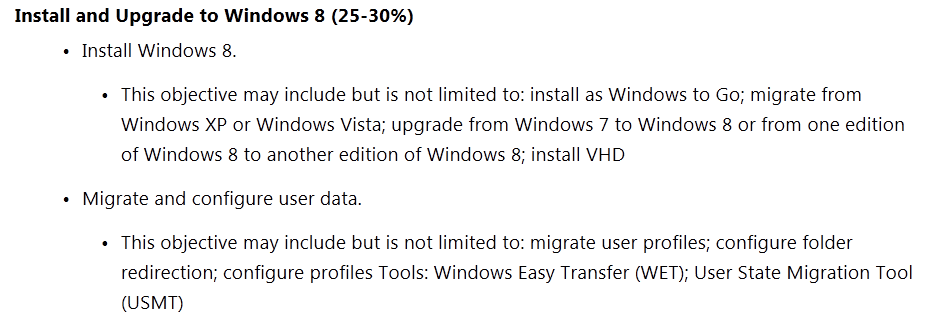 Install and Upgrade to Windows 8 (25-30%)
• Install Windows 8.
• This objective may include but is not limited to: install as Windows to Go; migrate from
Windows XP or Windows Vista; upgrade from Windows 7 to Windows 8 or from one edition
of Windows 8 to another edition of Windows 8; install VHD
• Migrate and configure user data.
• This objective may include but is not limited to: migrate user profiles; configure folder
redirection; configure profiles Tools: Windows Easy Transfer (WET); User State Migration Tool
(USMT)